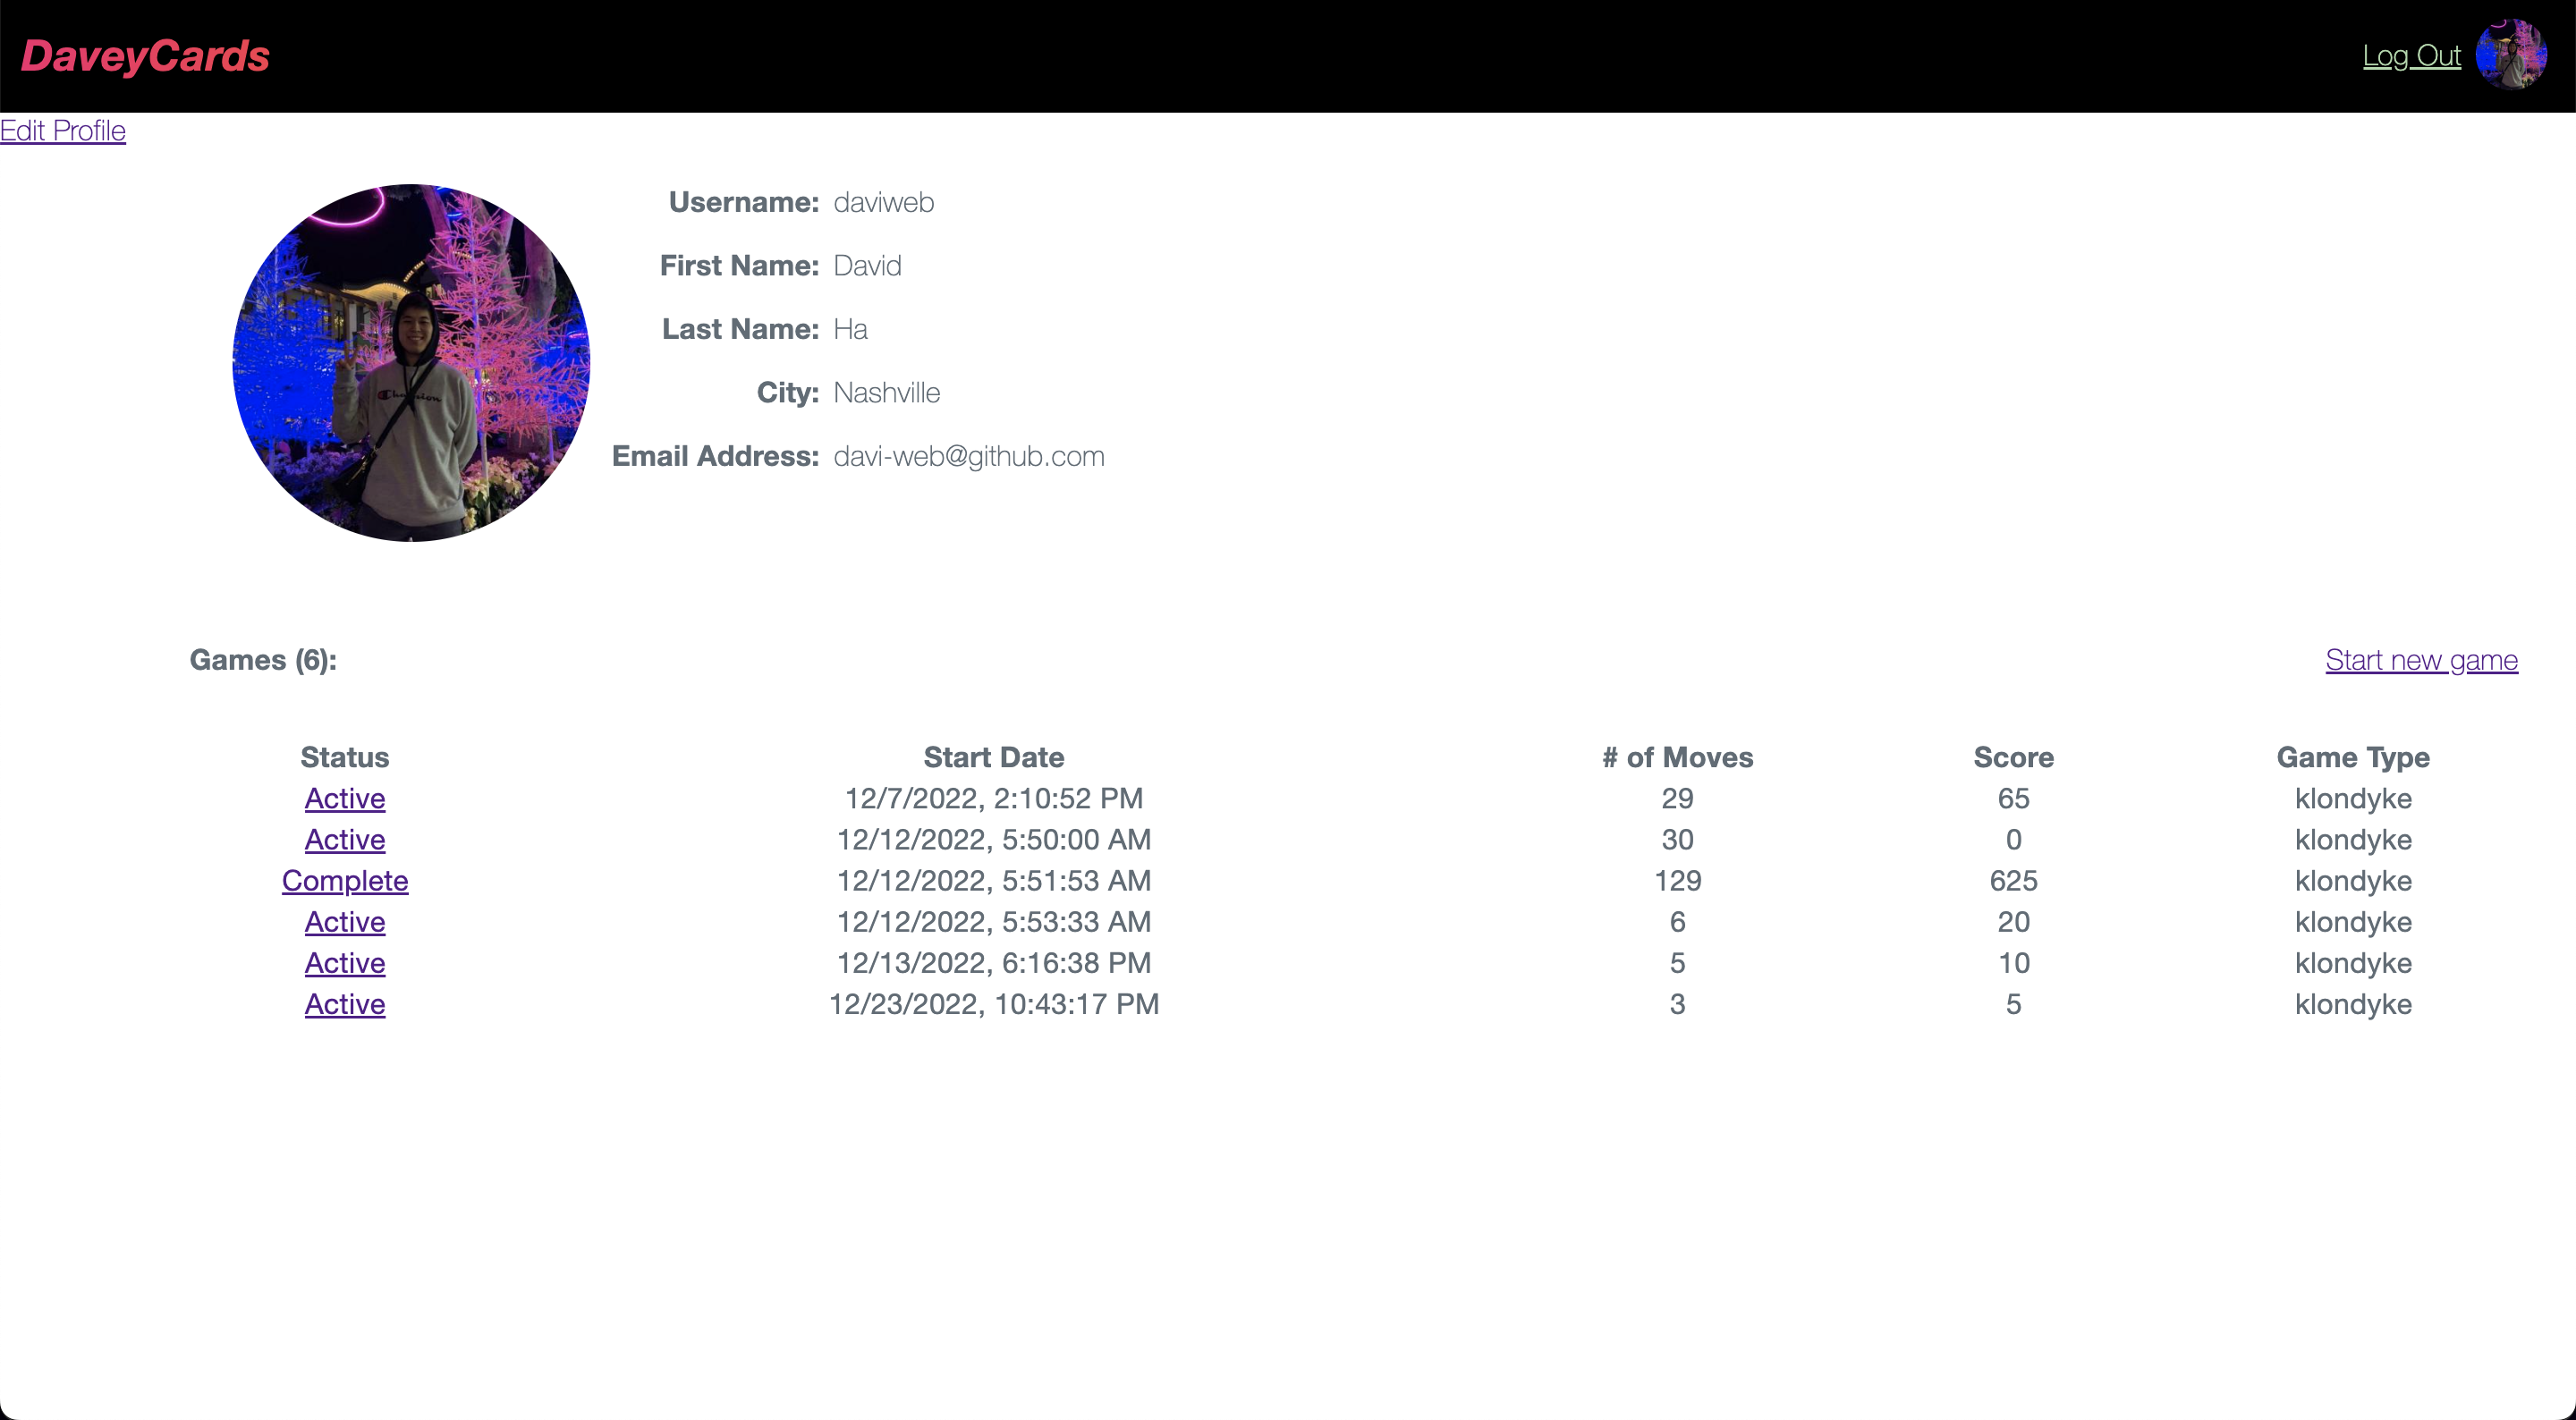 DaveyCards
Log Out
Edit Profile
Username: daviweb
First Name: David
Last Name: Ha
City: Nashville
Email Address: davi-web@github.com
Champion
Games (6):
Start new game
Status Start Date # of Moves Score Game Type
Active 12/7/2022, 2:10:52 PM 29 65 klondyke
Active 12/12/2022, 5:50:00 AM 30 0 klondyke
Complete 12/12/2022, 5:51:53 AM 129 625 klondyke
Active 12/12/2022, 5:53:33 AM 6 20 klondyke
Active 12/13/2022, 6:16:38 PM 5 10 klondyke
Active 12/23/2022, 10:43:17 PM 3 5 klondyke